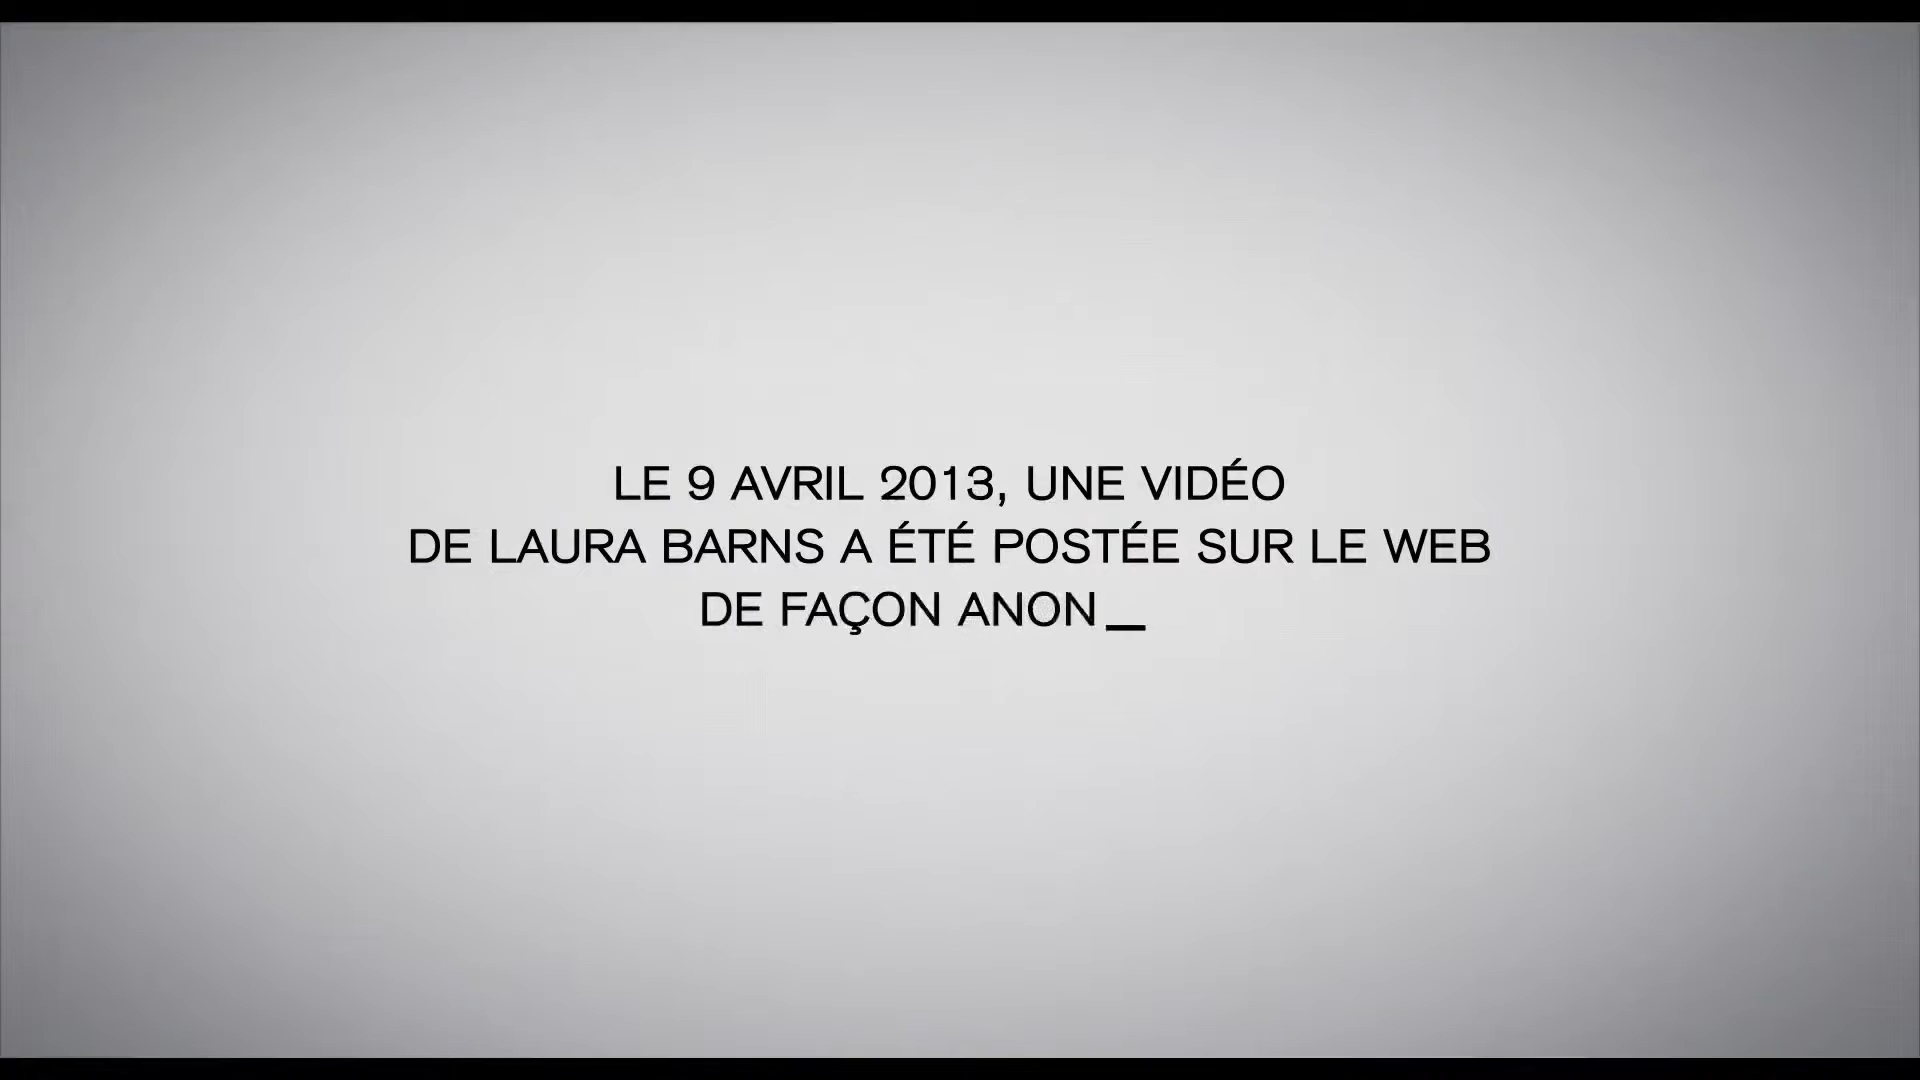 LE 9 AVRIL 2013, UNE VIDÉO
DE LAURA BARNS A ÉTÉ POSTÉE SUR LE WEB
DE FAÇON ANON_